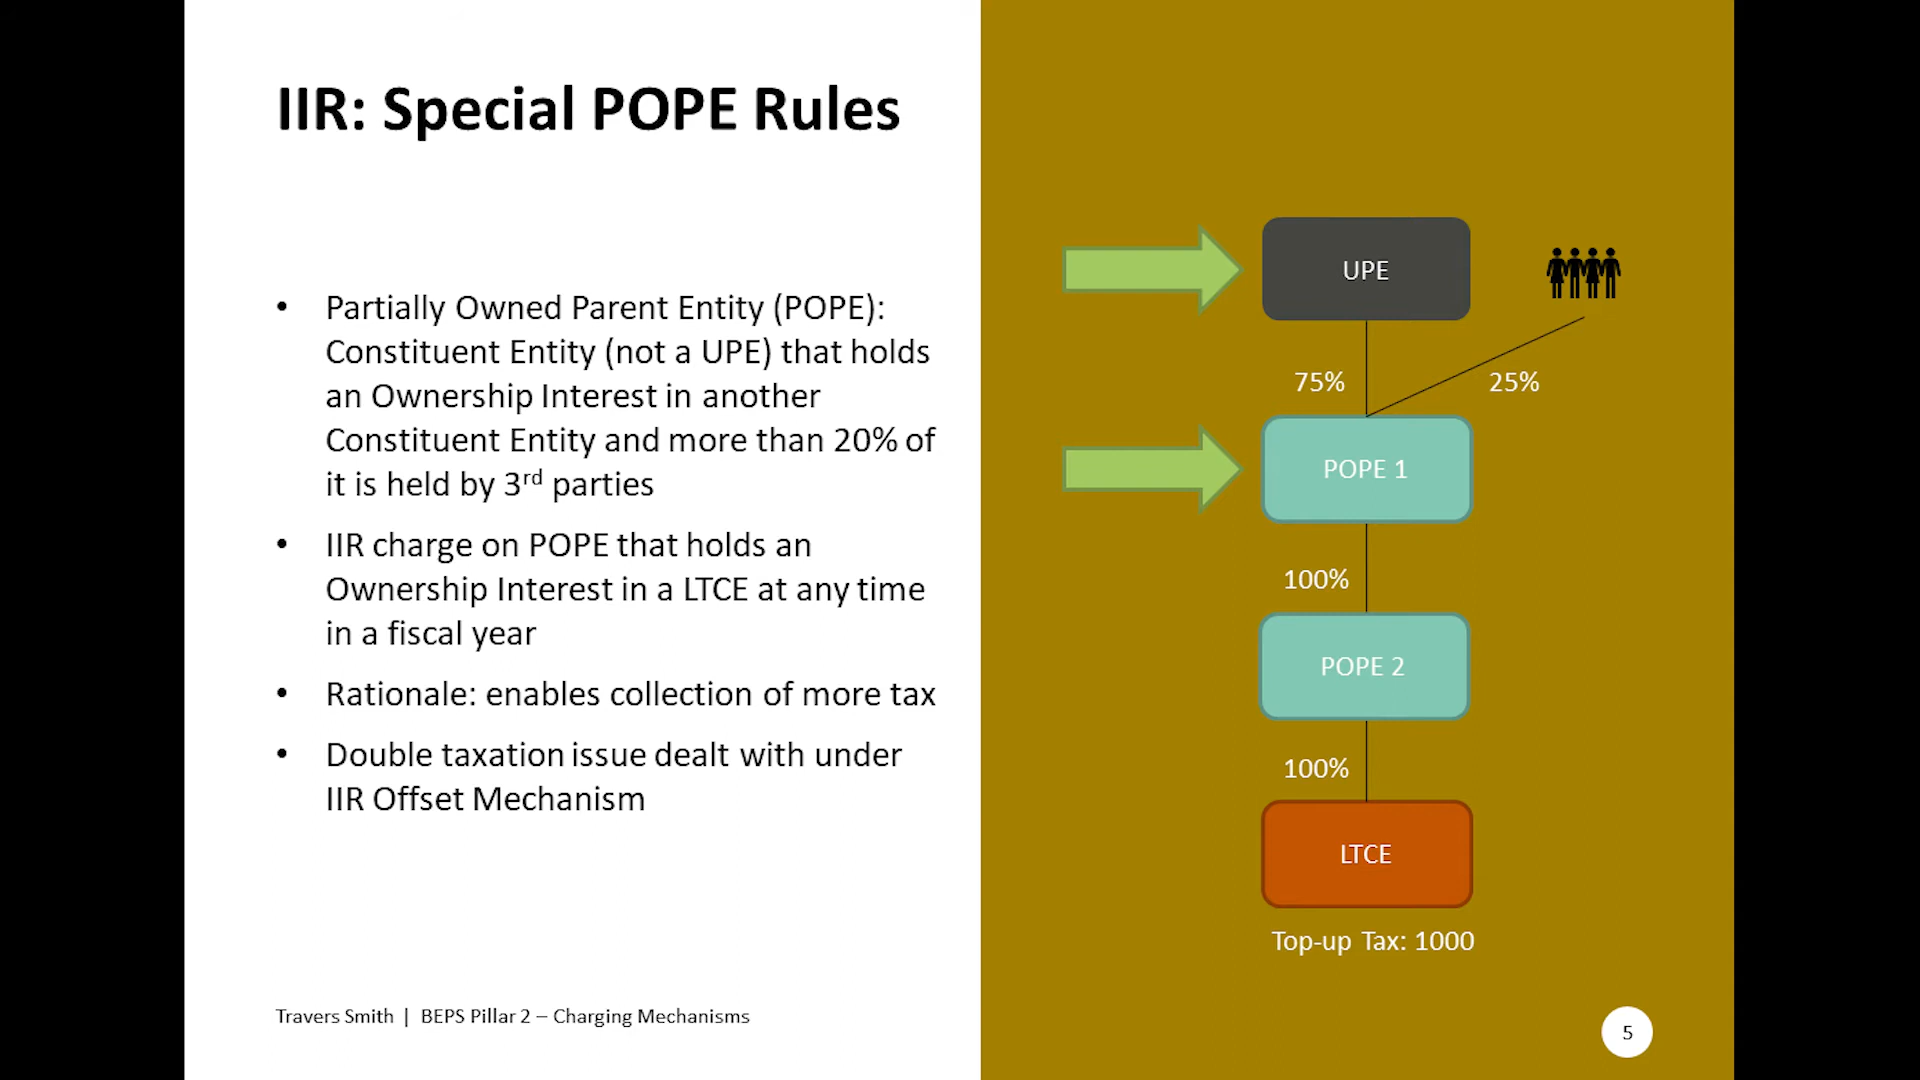 IIR: Special POPE Rules
• Partially Owned Parent Entity (POPE):
Constituent Entity (not a UPE) that holds
an Ownership Interest in another
Constituent Entity and more than 20% of
it is held by 3rd parties
• IIR charge on POPE that holds an
Ownership Interest in a LTCE at any time
in a fiscal year
• Rationale: enables collection of more tax
• Double taxation issue dealt with under
IIR Offset Mechanism
Travers Smith | BEPS Pillar 2 – Charging Mechanisms
UPE
75%
25%
POPE 1
100%
POPE 2
100%
LTCE
Top-up Tax: 1000
5